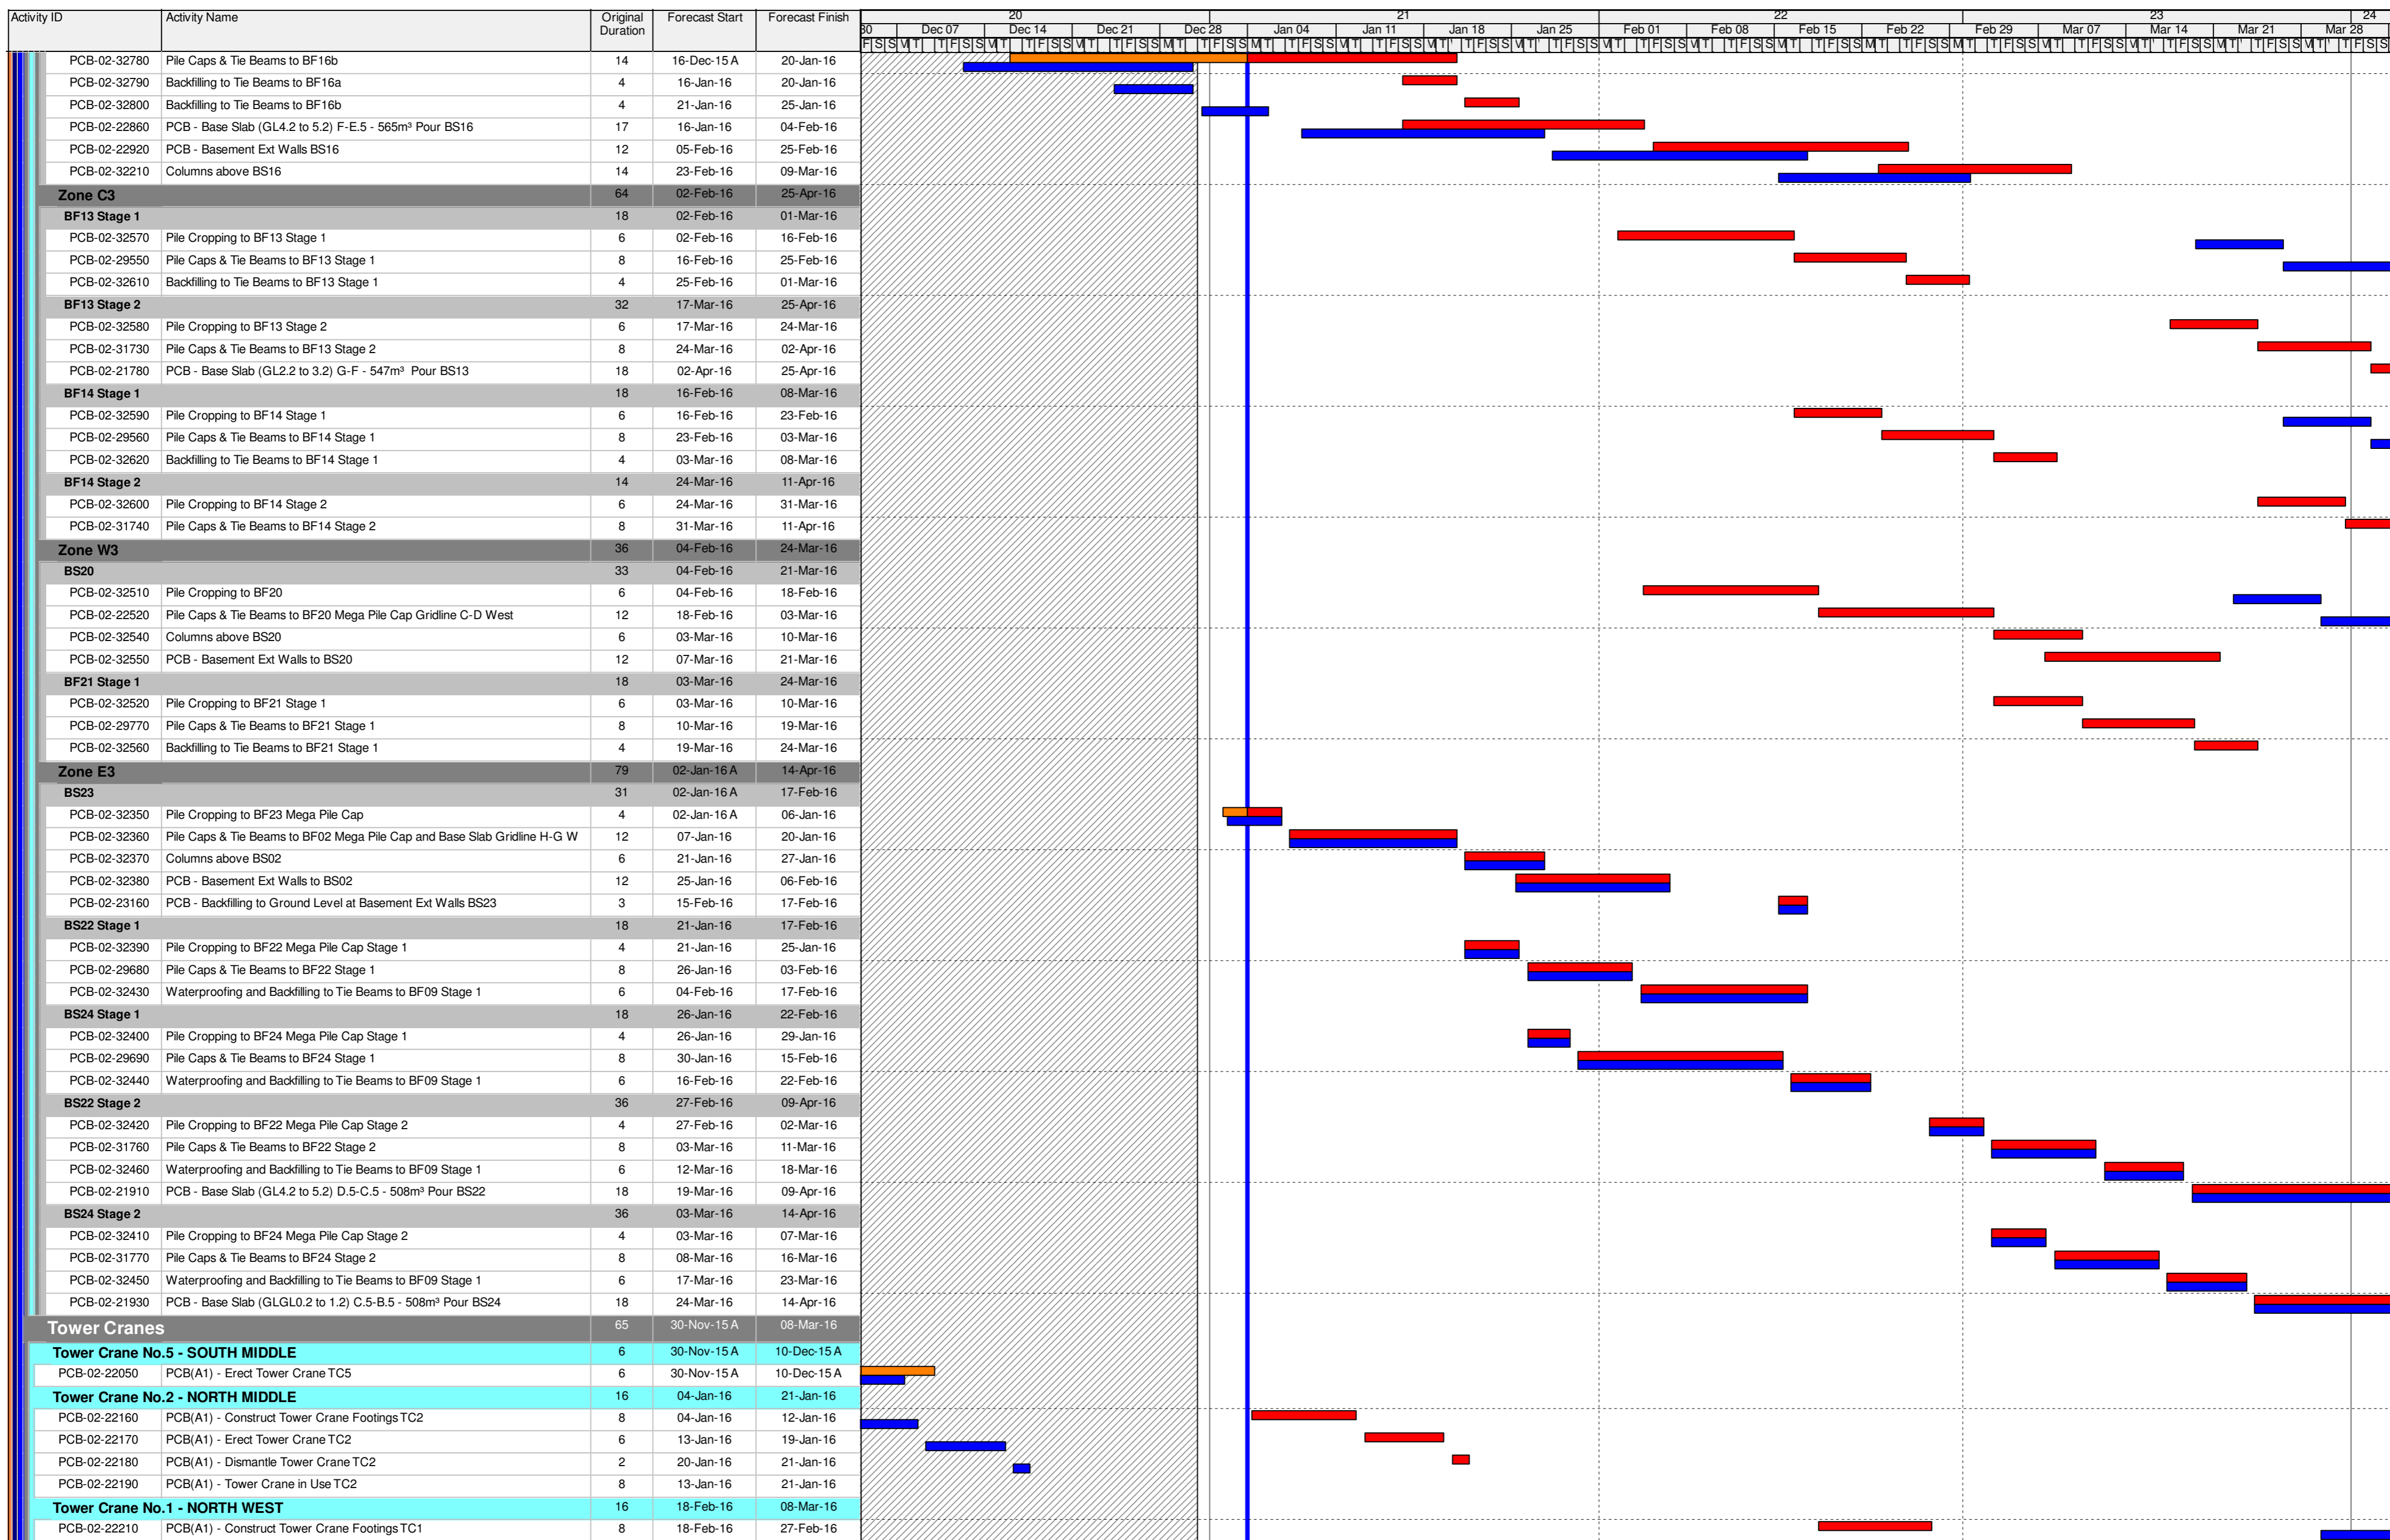 Activity ID Activity Name Original Duration Forecast Start Forecast Finish
20 21 22 23 24
30 Dec 07 Dec 14 Dec 21 Dec 28 Jan 04 Jan 11 Jan 18 Jan 25 Feb 01 Feb 08 Feb 15 Feb 22 Feb 29 Mar 07 Mar 14 Mar 21 Mar 28
PCB-02-32780 Pile Caps & Tie Beams to BF16b 14 16-Dec-15 A 20-Jan-16
PCB-02-32790 Backfilling to Tie Beams to BF16a 4 16-Jan-16 20-Jan-16
PCB-02-32800 Backfilling to Tie Beams to BF16b 4 21-Jan-16 25-Jan-16
PCB-02-22860 PCB - Base Slab (GL4.2 to 5.2) F-E.5 - 565m³ Pour BS16 17 16-Jan-16 04-Feb-16
PCB-02-22920 PCB - Basement Ext Walls BS16 12 05-Feb-16 25-Feb-16
PCB-02-32210 Columns above BS16 14 23-Feb-16 09-Mar-16
Zone C3 64 02-Feb-16 25-Apr-16
BF13 Stage 1 18 02-Feb-16 01-Mar-16
PCB-02-32570 Pile Cropping to BF13 Stage 1 6 02-Feb-16 16-Feb-16
PCB-02-29550 Pile Caps & Tie Beams to BF13 Stage 1 8 16-Feb-16 25-Feb-16
PCB-02-32610 Backfilling to Tie Beams to BF13 Stage 1 4 25-Feb-16 01-Mar-16
BF13 Stage 2 32 17-Mar-16 25-Apr-16
PCB-02-32580 Pile Cropping to BF13 Stage 2 6 17-Mar-16 24-Mar-16
PCB-02-31730 Pile Caps & Tie Beams to BF13 Stage 2 8 24-Mar-16 02-Apr-16
PCB-02-21780 PCB - Base Slab (GL2.2 to 3.2) G-F - 547m³ Pour BS13 18 02-Apr-16 25-Apr-16
BF14 Stage 1 18 16-Feb-16 08-Mar-16
PCB-02-32590 Pile Cropping to BF14 Stage 1 6 16-Feb-16 23-Feb-16
PCB-02-29560 Pile Caps & Tie Beams to BF14 Stage 1 8 23-Feb-16 03-Mar-16
PCB-02-32620 Backfilling to Tie Beams to BF14 Stage 1 4 03-Mar-16 08-Mar-16
BF14 Stage 2 14 24-Mar-16 11-Apr-16
PCB-02-32600 Pile Cropping to BF14 Stage 2 6 24-Mar-16 31-Mar-16
PCB-02-31740 Pile Caps & Tie Beams to BF14 Stage 2 8 31-Mar-16 11-Apr-16
Zone W3 36 04-Feb-16 24-Mar-16
BS20 33 04-Feb-16 21-Mar-16
PCB-02-32510 Pile Cropping to BF20 6 04-Feb-16 18-Feb-16
PCB-02-22520 Pile Caps & Tie Beams to BF20 Mega Pile Cap Gridline C-D West 12 18-Feb-16 03-Mar-16
PCB-02-32540 Columns above BS20 6 03-Mar-16 10-Mar-16
PCB-02-32550 PCB - Basement Ext Walls to BS20 12 07-Mar-16 21-Mar-16
BF21 Stage 1 18 03-Mar-16 24-Mar-16
PCB-02-32520 Pile Cropping to BF21 Stage 1 6 03-Mar-16 10-Mar-16
PCB-02-29770 Pile Caps & Tie Beams to BF21 Stage 1 8 10-Mar-16 19-Mar-16
PCB-02-32560 Backfilling to Tie Beams to BF21 Stage 1 4 19-Mar-16 24-Mar-16
Zone E3 79 02-Jan-16 A 14-Apr-16
BS23 31 02-Jan-16 A 17-Feb-16
PCB-02-32350 Pile Cropping to BF23 Mega Pile Cap 4 02-Jan-16 A 06-Jan-16
PCB-02-32360 Pile Caps & Tie Beams to BF02 Mega Pile Cap and Base Slab Gridline H-G W 12 07-Jan-16 20-Jan-16
PCB-02-32370 Columns above BS02 6 21-Jan-16 27-Jan-16
PCB-02-32380 PCB - Basement Ext Walls to BS02 12 25-Jan-16 06-Feb-16
PCB-02-23160 PCB - Backfilling to Ground Level at Basement Ext Walls BS23 3 15-Feb-16 17-Feb-16
BS22 Stage 1 18 21-Jan-16 17-Feb-16
PCB-02-32390 Pile Cropping to BF22 Mega Pile Cap Stage 1 4 21-Jan-16 25-Jan-16
PCB-02-29680 Pile Caps & Tie Beams to BF22 Stage 1 8 26-Jan-16 03-Feb-16
PCB-02-32430 Waterproofing and Backfilling to Tie Beams to BF09 Stage 1 6 04-Feb-16 17-Feb-16
BS24 Stage 1 18 26-Jan-16 22-Feb-16
PCB-02-32400 Pile Cropping to BF24 Mega Pile Cap Stage 1 4 26-Jan-16 29-Jan-16
PCB-02-29690 Pile Caps & Tie Beams to BF24 Stage 1 8 30-Jan-16 15-Feb-16
PCB-02-32440 Waterproofing and Backfilling to Tie Beams to BF09 Stage 1 6 16-Feb-16 22-Feb-16
BS22 Stage 2 36 27-Feb-16 09-Apr-16
PCB-02-32420 Pile Cropping to BF22 Mega Pile Cap Stage 2 4 27-Feb-16 02-Mar-16
PCB-02-31760 Pile Caps & Tie Beams to BF22 Stage 2 8 03-Mar-16 11-Mar-16
PCB-02-32460 Waterproofing and Backfilling to Tie Beams to BF09 Stage 1 6 12-Mar-16 18-Mar-16
PCB-02-21910 PCB - Base Slab (GL4.2 to 5.2) D.5-C.5 - 508m³ Pour BS22 18 19-Mar-16 09-Apr-16
BS24 Stage 2 36 03-Mar-16 14-Apr-16
PCB-02-32410 Pile Cropping to BF24 Mega Pile Cap Stage 2 4 03-Mar-16 07-Mar-16
PCB-02-31770 Pile Caps & Tie Beams to BF24 Stage 2 8 08-Mar-16 16-Mar-16
PCB-02-32450 Waterproofing and Backfilling to Tie Beams to BF09 Stage 1 6 17-Mar-16 23-Mar-16
PCB-02-21930 PCB - Base Slab (GLGL0.2 to 1.2) C.5-B.5 - 508m³ Pour BS24 18 24-Mar-16 14-Apr-16
Tower Cranes 65 30-Nov-15 A 08-Mar-16
Tower Crane No.5 - SOUTH MIDDLE 6 30-Nov-15 A 10-Dec-15 A
PCB-02-22050 PCB(A1) - Erect Tower Crane TC5 6 30-Nov-15 A 10-Dec-15 A
Tower Crane No.2 - NORTH MIDDLE 16 04-Jan-16 21-Jan-16
PCB-02-22160 PCB(A1) - Construct Tower Crane Footings TC2 8 04-Jan-16 12-Jan-16
PCB-02-22170 PCB(A1) - Erect Tower Crane TC2 6 13-Jan-16 19-Jan-16
PCB-02-22180 PCB(A1) - Dismantle Tower Crane TC2 2 20-Jan-16 21-Jan-16
PCB-02-22190 PCB(A1) - Tower Crane in Use TC2 8 13-Jan-16 21-Jan-16
Tower Crane No.1 - NORTH WEST 16 18-Feb-16 08-Mar-16
PCB-02-22210 PCB(A1) - Construct Tower Crane Footings TC1 8 18-Feb-16 27-Feb-16